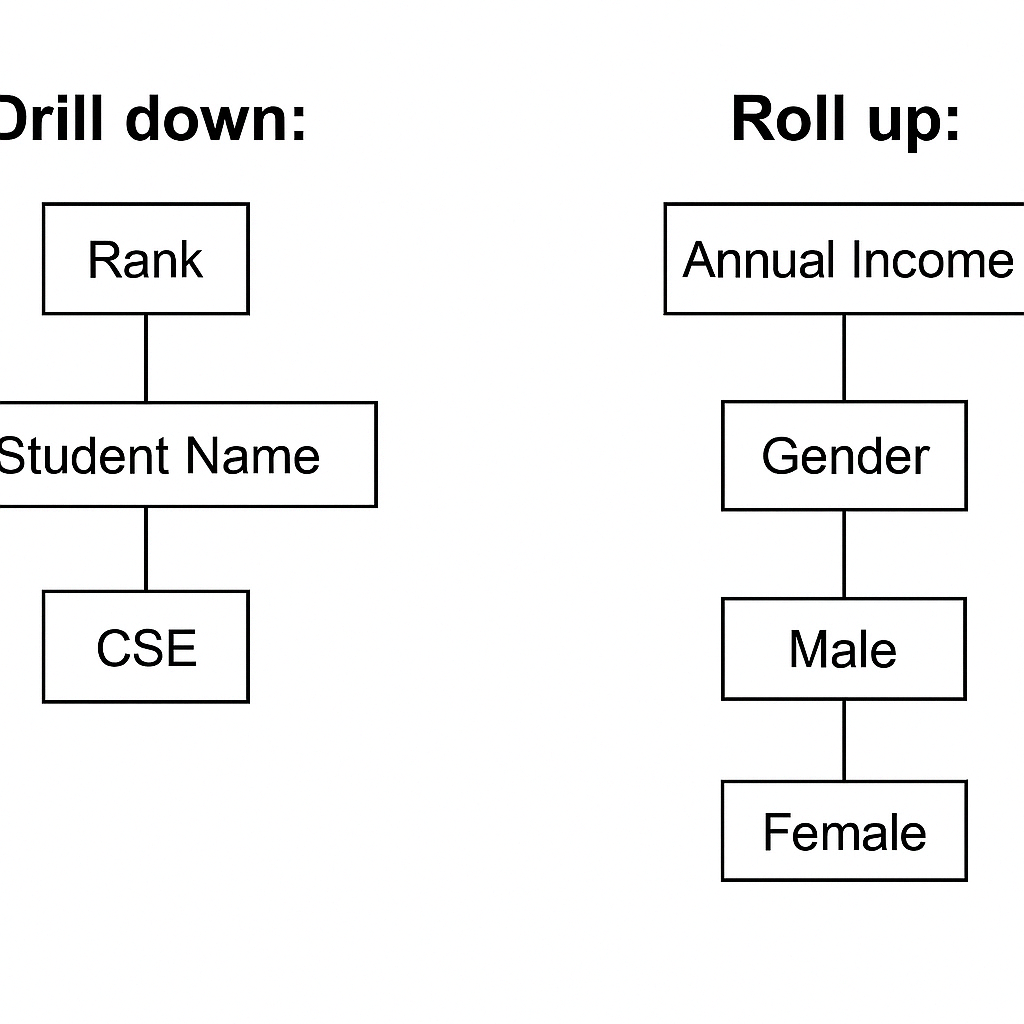 Drill down:
Rank
Student Name
CSE
Roll up:
Annual Income
Gender
Male
Female